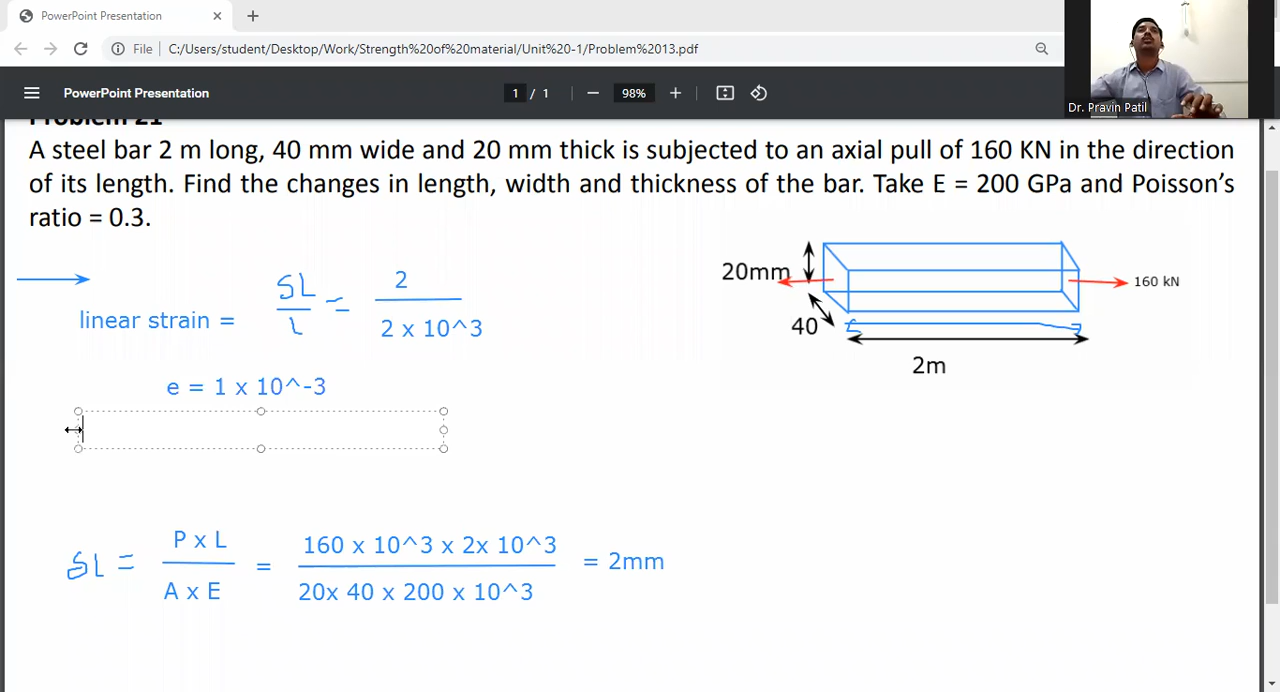 PowerPoint Presentation
File
C:/Users/student/Desktop/Work/Strength%20of%20material/Unit%20-1/Problem%2013.pdf
PowerPoint Presentation
1 / 1
98%
Dr. Pravin Patil
Problem 21
A steel bar 2 m long, 40 mm wide and 20 mm thick is subjected to an axial pull of 160 KN in the direction
of its length. Find the changes in length, width and thickness of the bar. Take E = 200 GPa and Poisson’s
ratio = 0.3.
20mm
160 kN
40
2m
linear strain = δL / L = 2 / 2 x 10^3
e = 1 x 10^-3
δL = P x L / A x E = 160 x 10^3 x 2x 10^3 / 20x 40 x 200 x 10^3 = 2mm